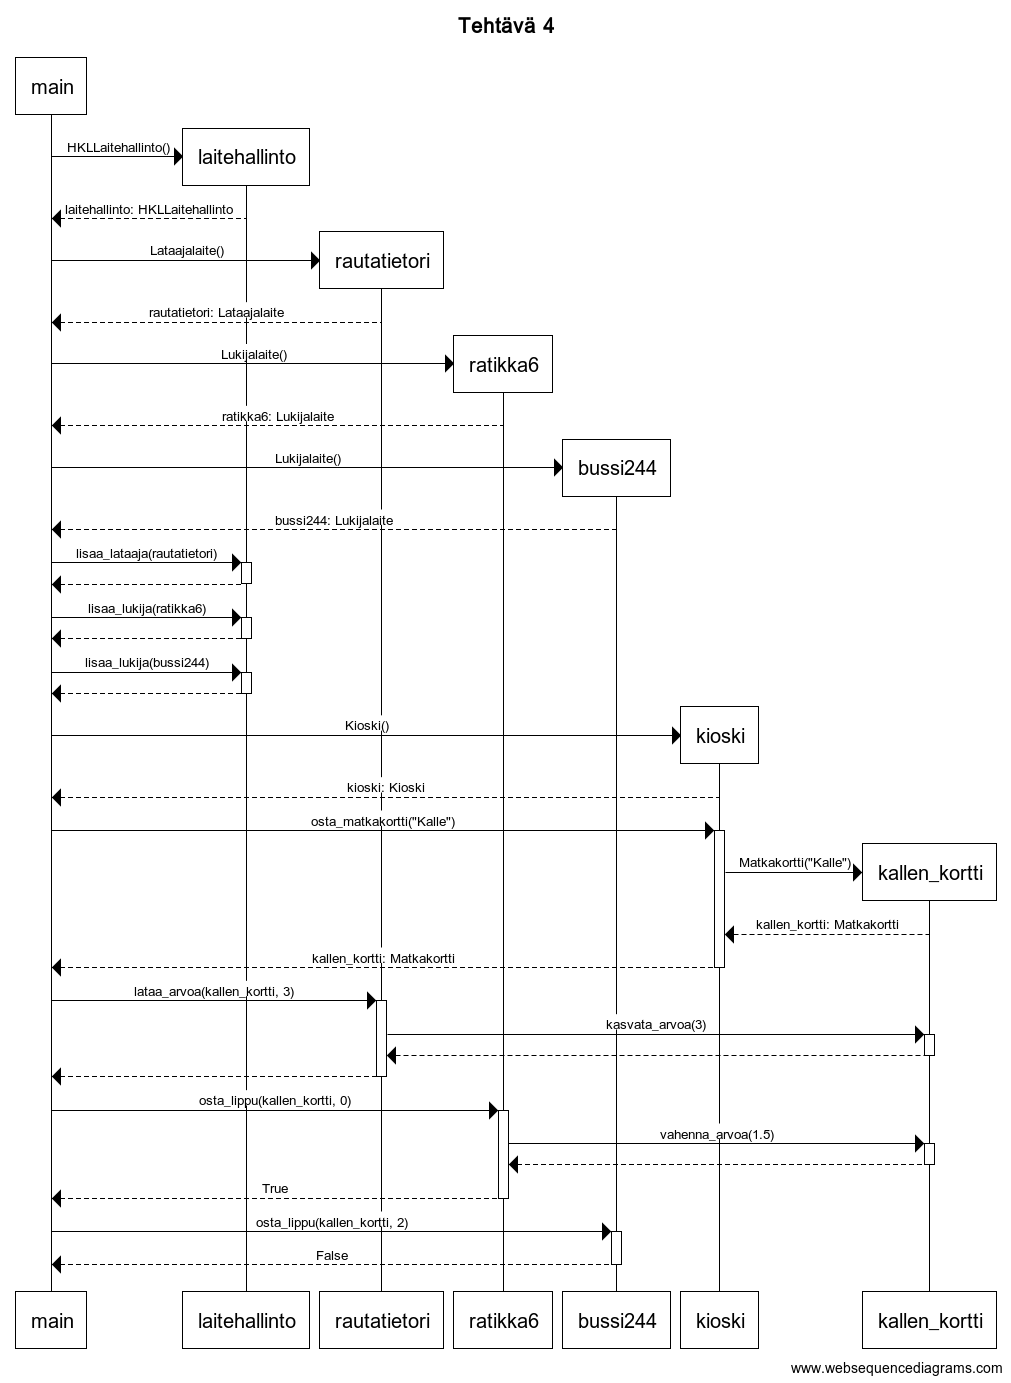 Tehtävä 4
main
HKLLaitehallinto()
laitehallinto
laitehallinto: HKLLaitehallinto
Lataajalaite()
rautatietori
rautatietori: Lataajalaite
Lukijalaite()
ratikka6
ratikka6: Lukijalaite
Lukijalaite()
bussi244
bussi244: Lukijalaite
lisaa_lataaja(rautatietori)
lisaa_lukija(ratikka6)
lisaa_lukija(bussi244)
Kioski()
kioski
kioski: Kioski
osta_matkakortti("Kalle")
Matkakortti("Kalle")
kallen_kortti
kallen_kortti: Matkakortti
kallen_kortti: Matkakortti
lataa_arvoa(kallen_kortti, 3)
kasvata_arvoa(3)
osta_lippu(kallen_kortti, 0)
vahenna_arvoa(1.5)
True
osta_lippu(kallen_kortti, 2)
False
main laitehallinto rautatietori ratikka6 bussi244 kioski kallen_kortti
www.websequencediagrams.com